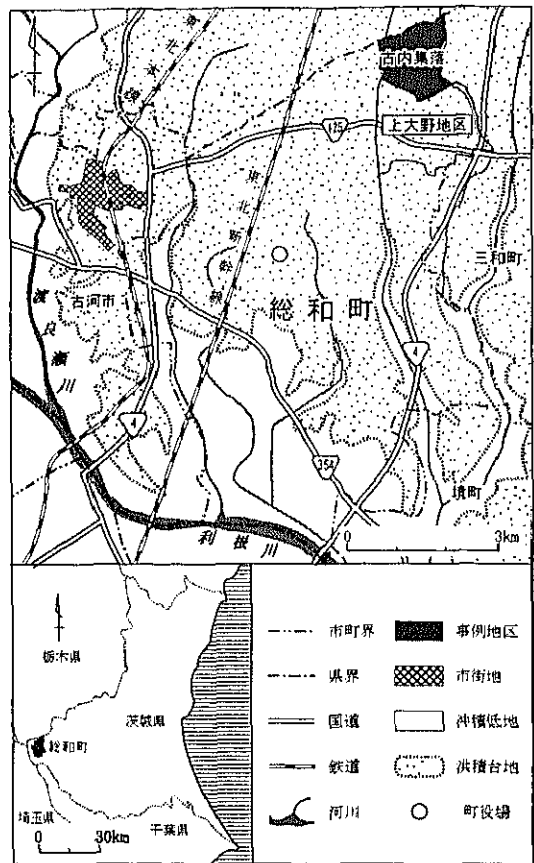 東北本線
古内集落
125
上大野地区
東北新幹線
三和町
古河市
総和町
渡良瀬川
4
4
354
境町
利根川
0 3km
栃木県
茨城県
総和町
埼玉県
千葉県
0 30km
市町界
事例地区
県界
市街地
国道
沖積低地
鉄道
洪積台地
河川
町役場